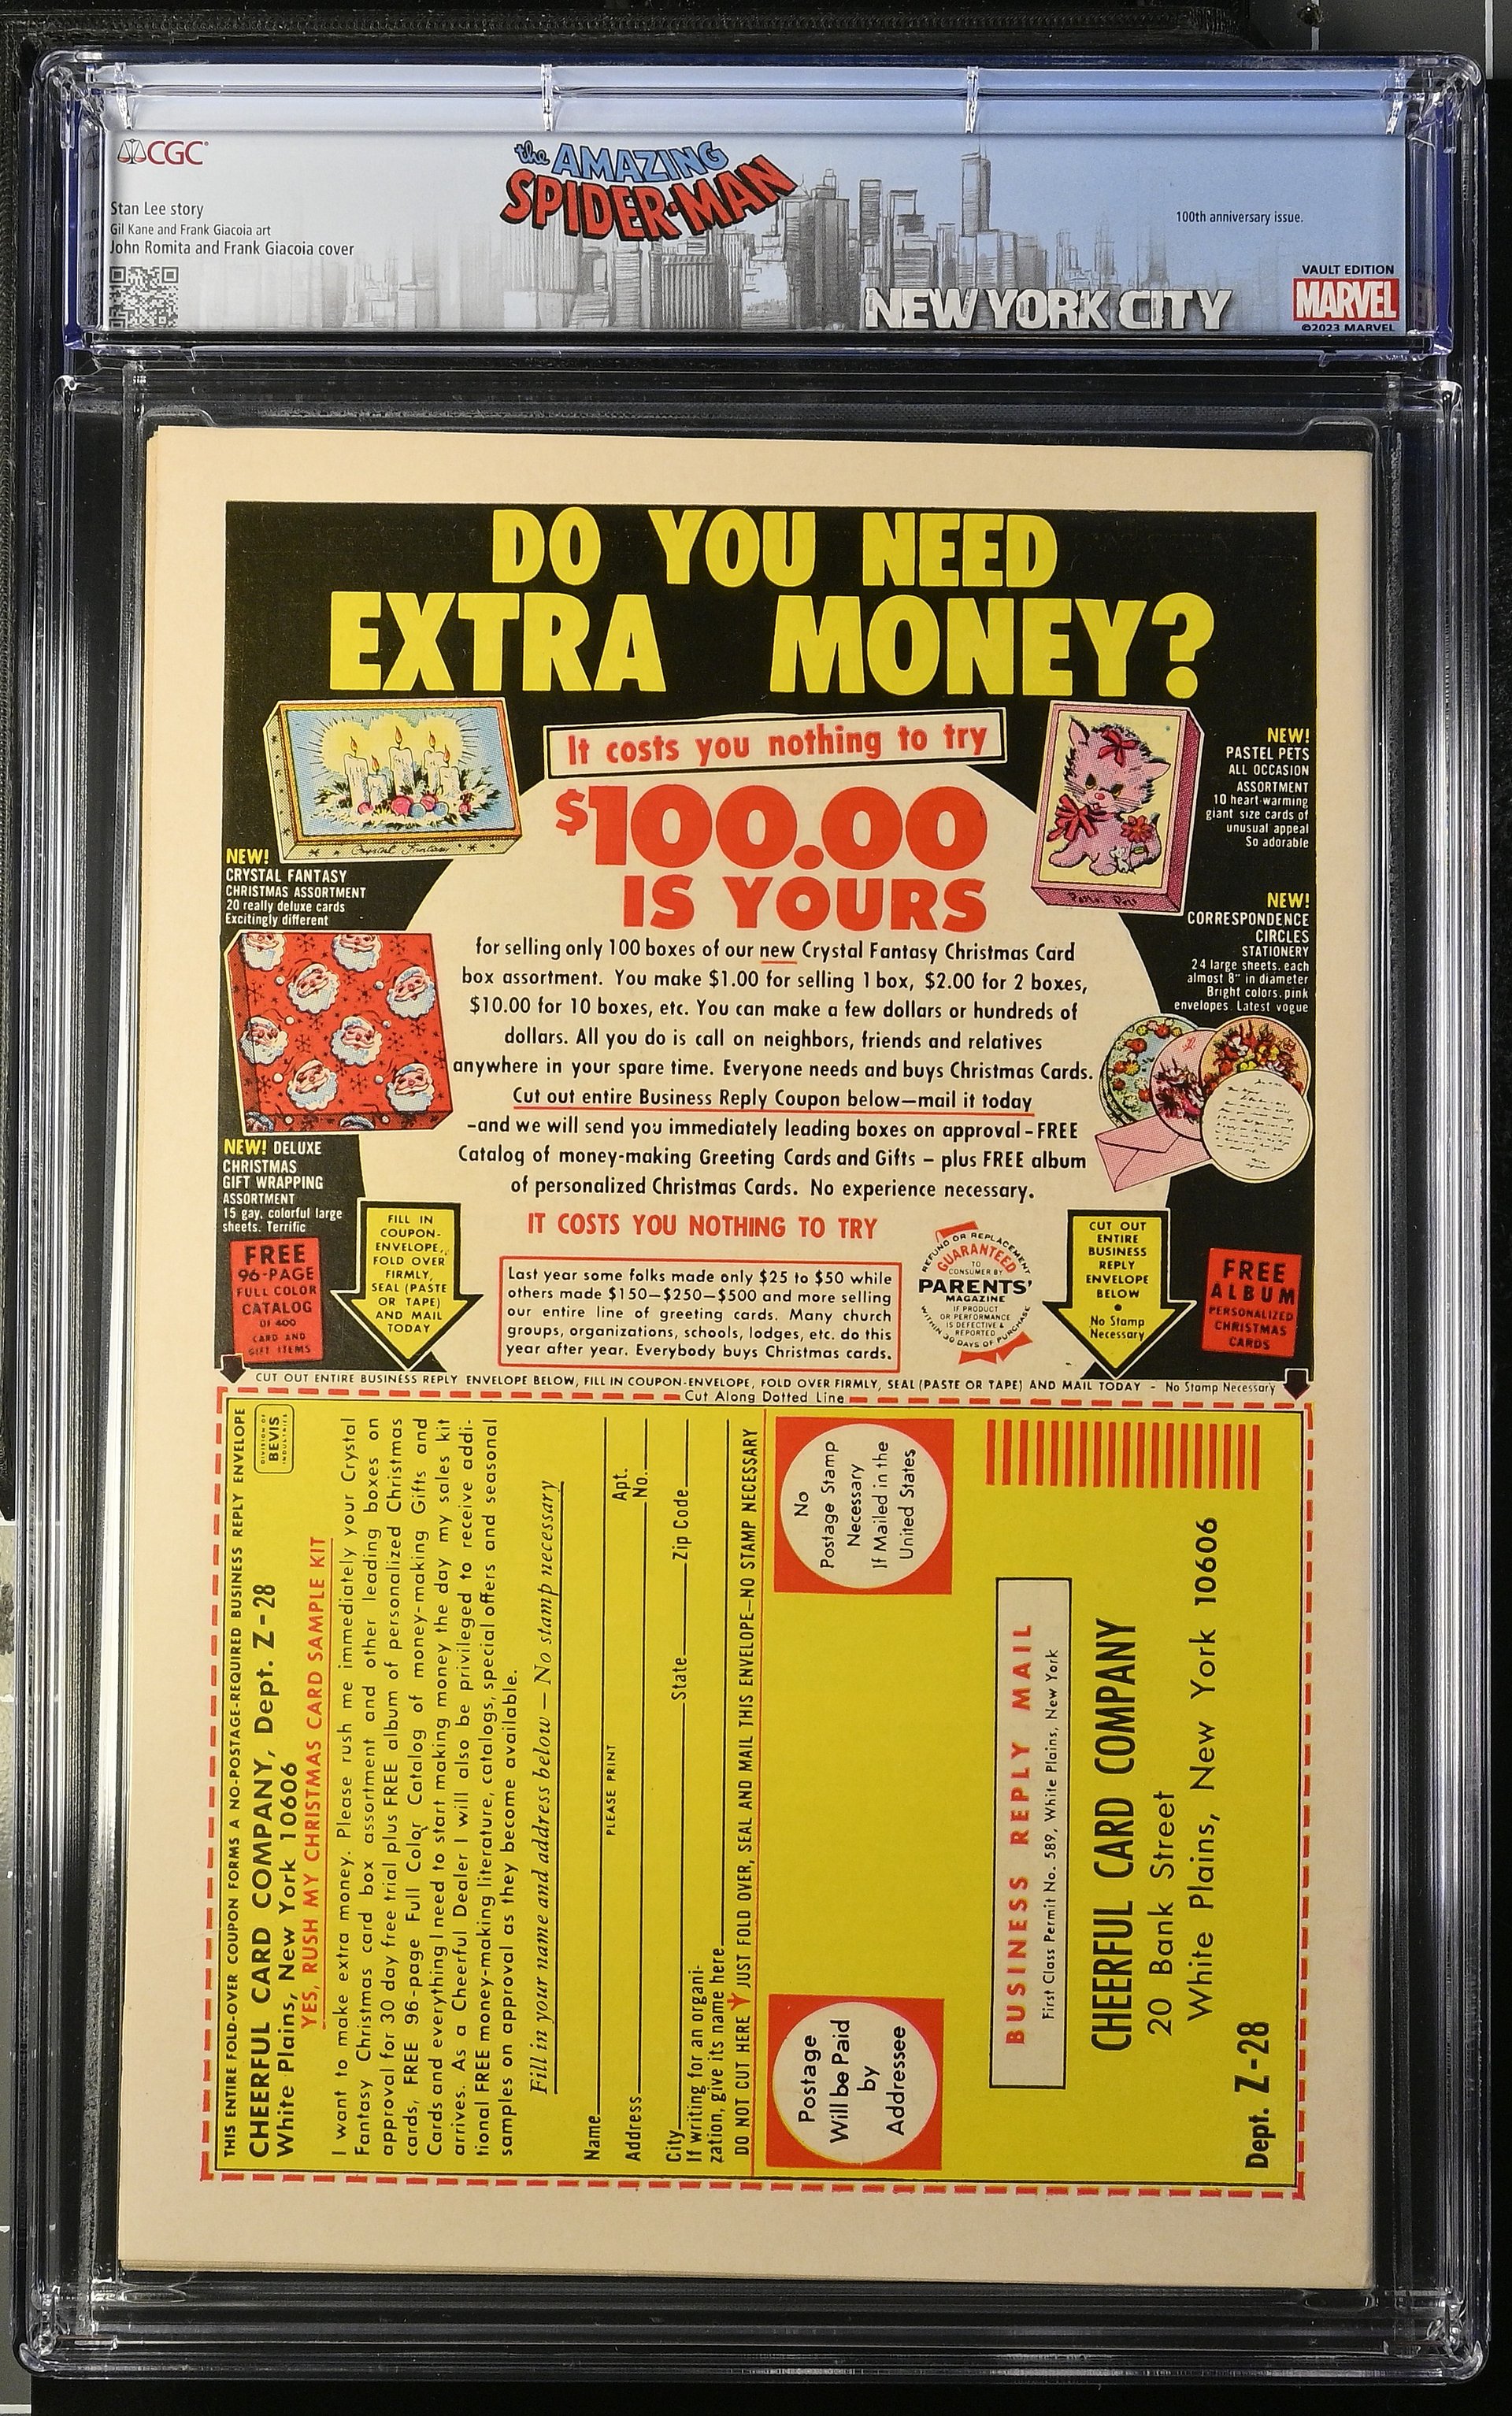 CGC
Stan Lee story
Gil Kane and Frank Giacoia art
John Romita and Frank Giacoia cover
the AMAZING
SPIDER-MAN
100th anniversary issue.
NEW YORK CITY
VAULT EDITION
MARVEL
©2023 MARVEL
DO YOU NEED
EXTRA MONEY?
It costs you nothing to try
$100.00
IS YOURS
for selling only 100 boxes of our new Crystal Fantasy Christmas Card
box assortment. You make $1.00 for selling 1 box, $2.00 for 2 boxes,
$10.00 for 10 boxes, etc. You can make a few dollars or hundreds of
dollars. All you do is call on neighbors, friends and relatives
anywhere in your spare time. Everyone needs and buys Christmas Cards.
Cut out entire Business Reply Coupon below—mail it today
-and we will send you immediately leading boxes on approval-FREE
Catalog of money-making Greeting Cards and Gifts – plus FREE album
of personalized Christmas Cards. No experience necessary.
IT COSTS YOU NOTHING TO TRY
Crystal Fantasy
NEW!
CRYSTAL FANTASY
CHRISTMAS ASSORTMENT
20 really deluxe cards
Excitingly different
NEW! DELUXE
CHRISTMAS
GIFT WRAPPING
ASSORTMENT
15 gay, colorful large
sheets. Terrific
Pastel Pets
NEW!
PASTEL PETS
ALL OCCASION
ASSORTMENT
10 heart-warming
giant size cards of
unusual appeal
So adorable
NEW!
CORRESPONDENCE
CIRCLES
STATIONERY
24 large sheets, each
almost 8" in diameter
Bright colors, pink
envelopes. Latest vogue
FREE
96-PAGE
FULL COLOR
CATALOG
OF 400
CARD AND
GIFT ITEMS
FILL IN
COUPON-
ENVELOPE,
FOLD OVER
FIRMLY,
SEAL (PASTE
OR TAPE)
AND MAIL
TODAY
Last year some folks made only $25 to $50 while
others made $150—$250—$500 and more selling
our entire line of greeting cards. Many church
groups, organizations, schools, lodges, etc. do this
year after year. Everybody buys Christmas cards.
REFUND OR REPLACEMENT
GUARANTEED
TO
CONSUMER BY
PARENTS'
MAGAZINE
IF PRODUCT
OR PERFORMANCE
IS DEFECTIVE &
REPORTED
WITHIN 30 DAYS OF PURCHASE
CUT OUT
ENTIRE
BUSINESS
REPLY
ENVELOPE
BELOW
•
No Stamp
Necessary
FREE
ALBUM
PERSONALIZED
CHRISTMAS
CARDS
CUT OUT ENTIRE BUSINESS REPLY ENVELOPE BELOW, FILL IN COUPON-ENVELOPE, FOLD OVER FIRMLY, SEAL (PASTE OR TAPE) AND MAIL TODAY - No Stamp Necessary
Cut Along Dotted Line
THIS ENTIRE FOLD-OVER COUPON FORMS A NO-POSTAGE-REQUIRED BUSINESS REPLY ENVELOPE
CHEERFUL CARD COMPANY, Dept. Z-28
White Plains, New York 10606
DIVISION OF
BEVIS
INDUSTRIES
YES, RUSH MY CHRISTMAS CARD SAMPLE KIT
I want to make extra money. Please rush me immediately your Crystal
Fantasy Christmas card box assortment and other leading boxes on
approval for 30 day free trial plus FREE album of personalized Christmas
cards, FREE 96-page Full Color Catalog of money-making Gifts and
Cards and everything I need to start making money the day my sales kit
arrives. As a Cheerful Dealer I will also be privileged to receive addi-
tional FREE money-making literature, catalogs, special offers and seasonal
samples on approval as they become available.
Fill in your name and address below — No stamp necessary
Name
PLEASE PRINT
Address
Apt.
No.
City
State
Zip Code
If writing for an organi-
zation, give its name here
DO NOT CUT HERE JUST FOLD OVER, SEAL AND MAIL THIS ENVELOPE—NO STAMP NECESSARY
Postage
Will be Paid
by
Addressee
No
Postage Stamp
Necessary
If Mailed in the
United States
BUSINESS REPLY MAIL
First Class Permit No. 589, White Plains, New York
CHEERFUL CARD COMPANY
20 Bank Street
White Plains, New York 10606
Dept. Z-28